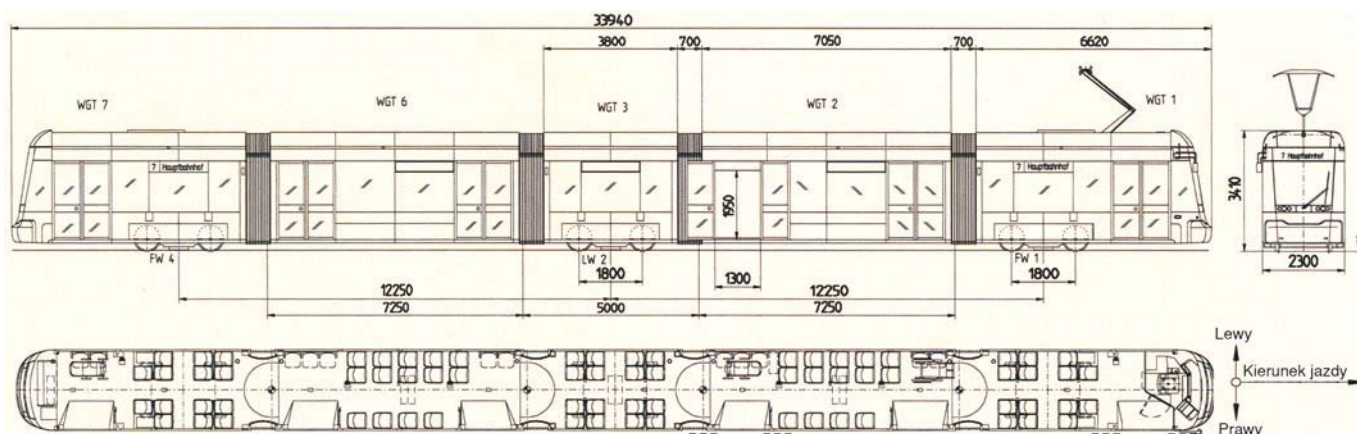 33940
3800 700 7050 700 6620
WGT 7 WGT 6 WGT 3 WGT 2 WGT 1
7 Hauptbahnhof 7 Hauptbahnhof 7 Hauptbahnhof
1950
3410
FW 4 LW 2 FW 1
1800 1300 1800 2300
12250 12250
7250 5000 7250
Lewy
Kierunek jazdy
Prawy